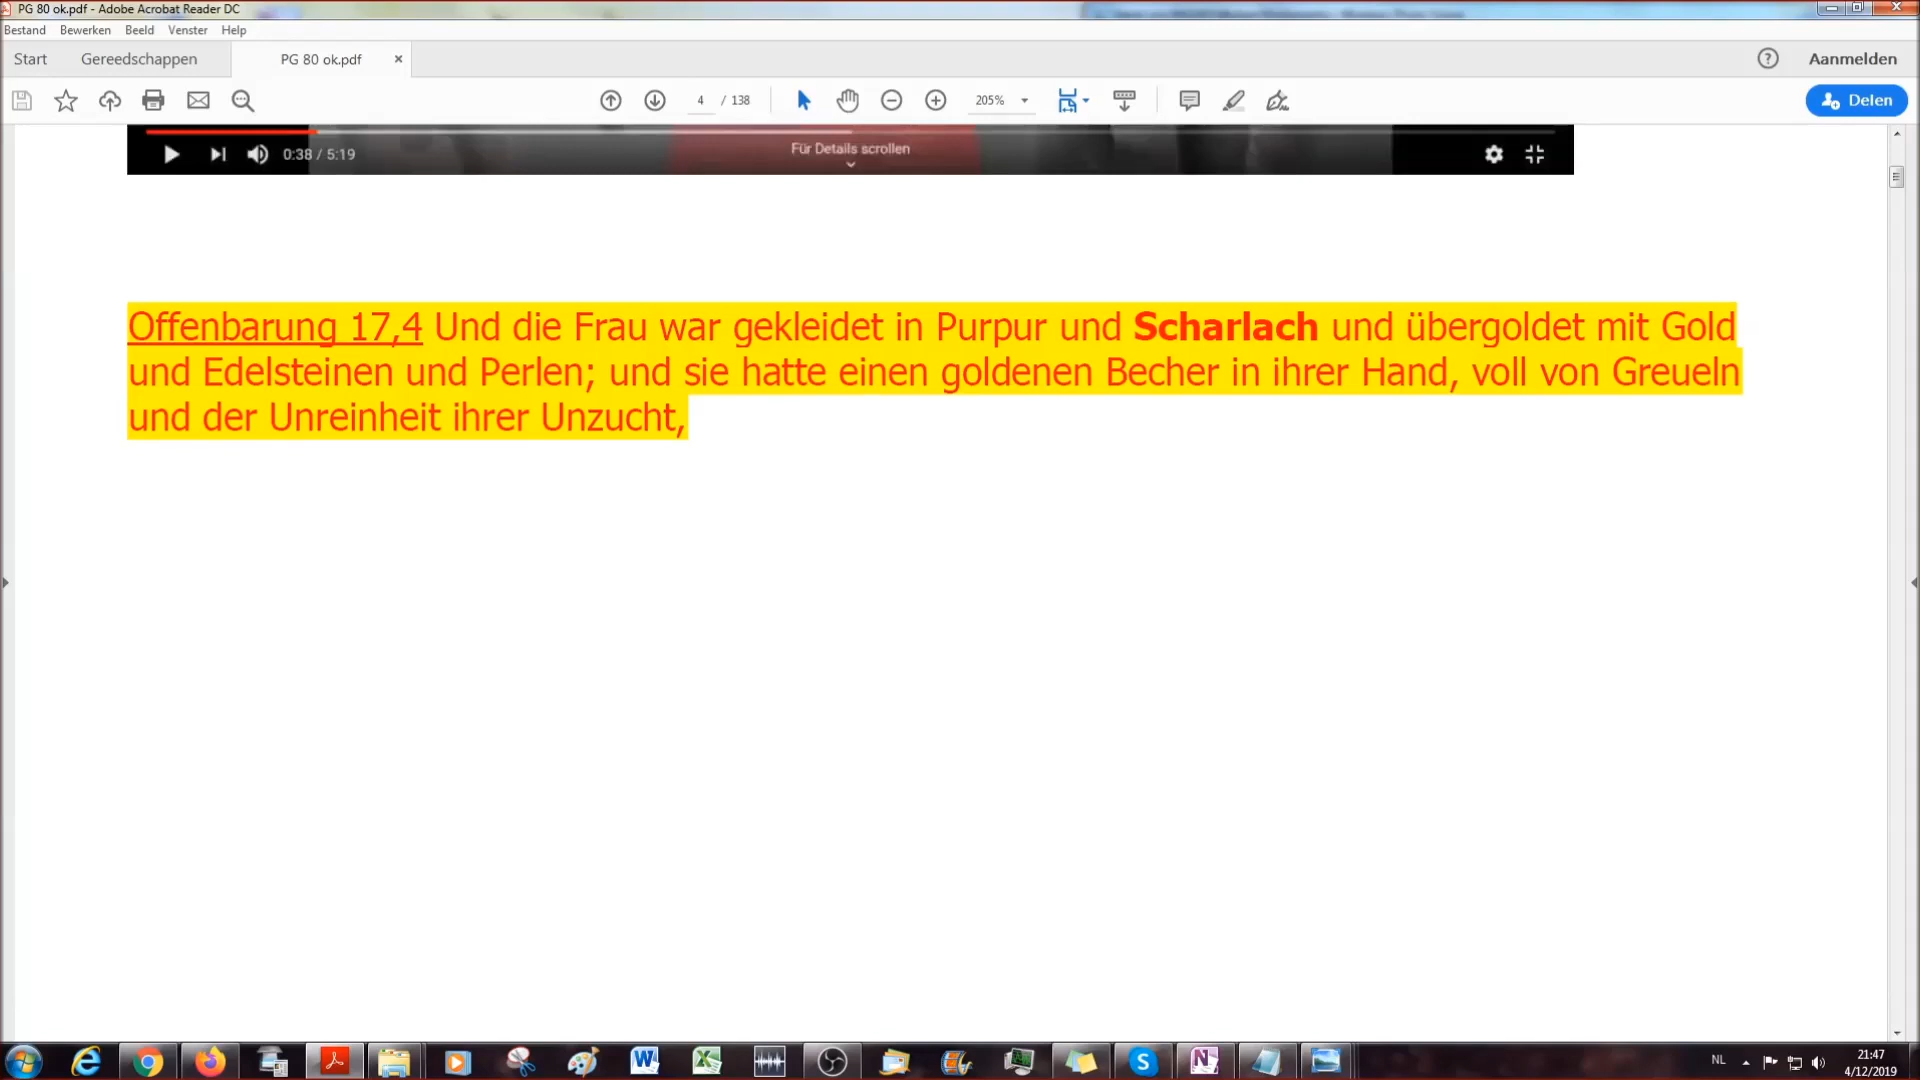 PG 80 ok.pdf - Adobe Acrobat Reader DC
Bestand Bewerken Beeld Venster Help
Start Gereedschappen PG 80 ok.pdf × Aanmelden
4 / 138 205% Delen
0:38 / 5:19 Für Details scrollen
Offenbarung 17,4 Und die Frau war gekleidet in Purpur und Scharlach und übergoldet mit Gold
und Edelsteinen und Perlen; und sie hatte einen goldenen Becher in ihrer Hand, voll von Greueln
und der Unreinheit ihrer Unzucht,
NL 21:47
4/12/2019